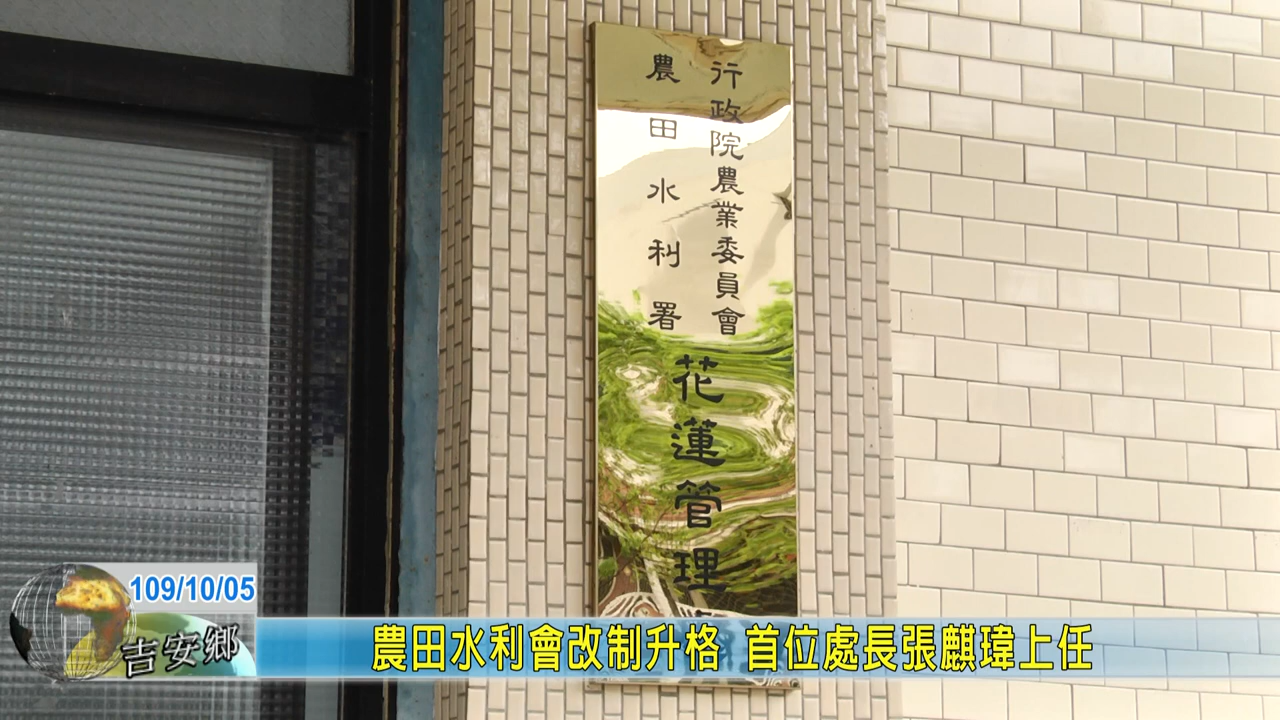 行政院農業委員會
農田水利署
花蓮管理
109/10/05
吉安鄉
農田水利會改制升格 首位處長張麒瑋上任